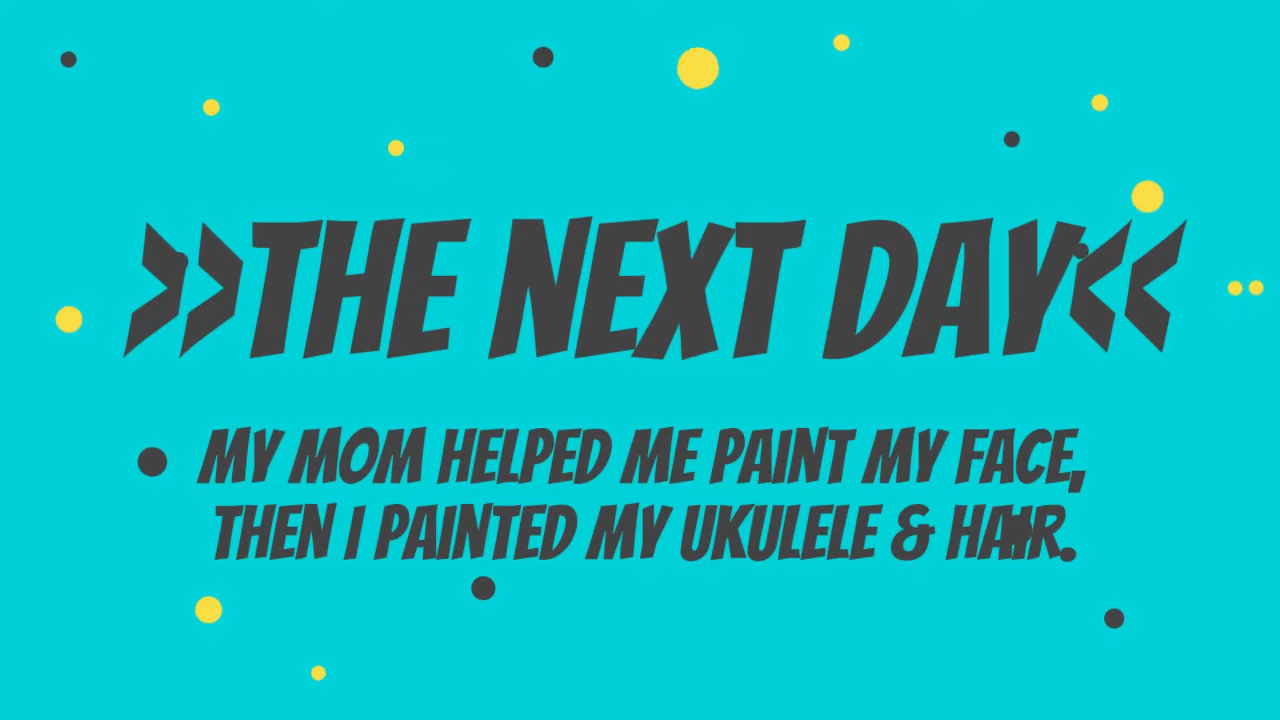 >>THE NEXT DAY<<
MY MOM HELPED ME PAINT MY FACE,
THEN I PAINTED MY UKULELE & HAIR.